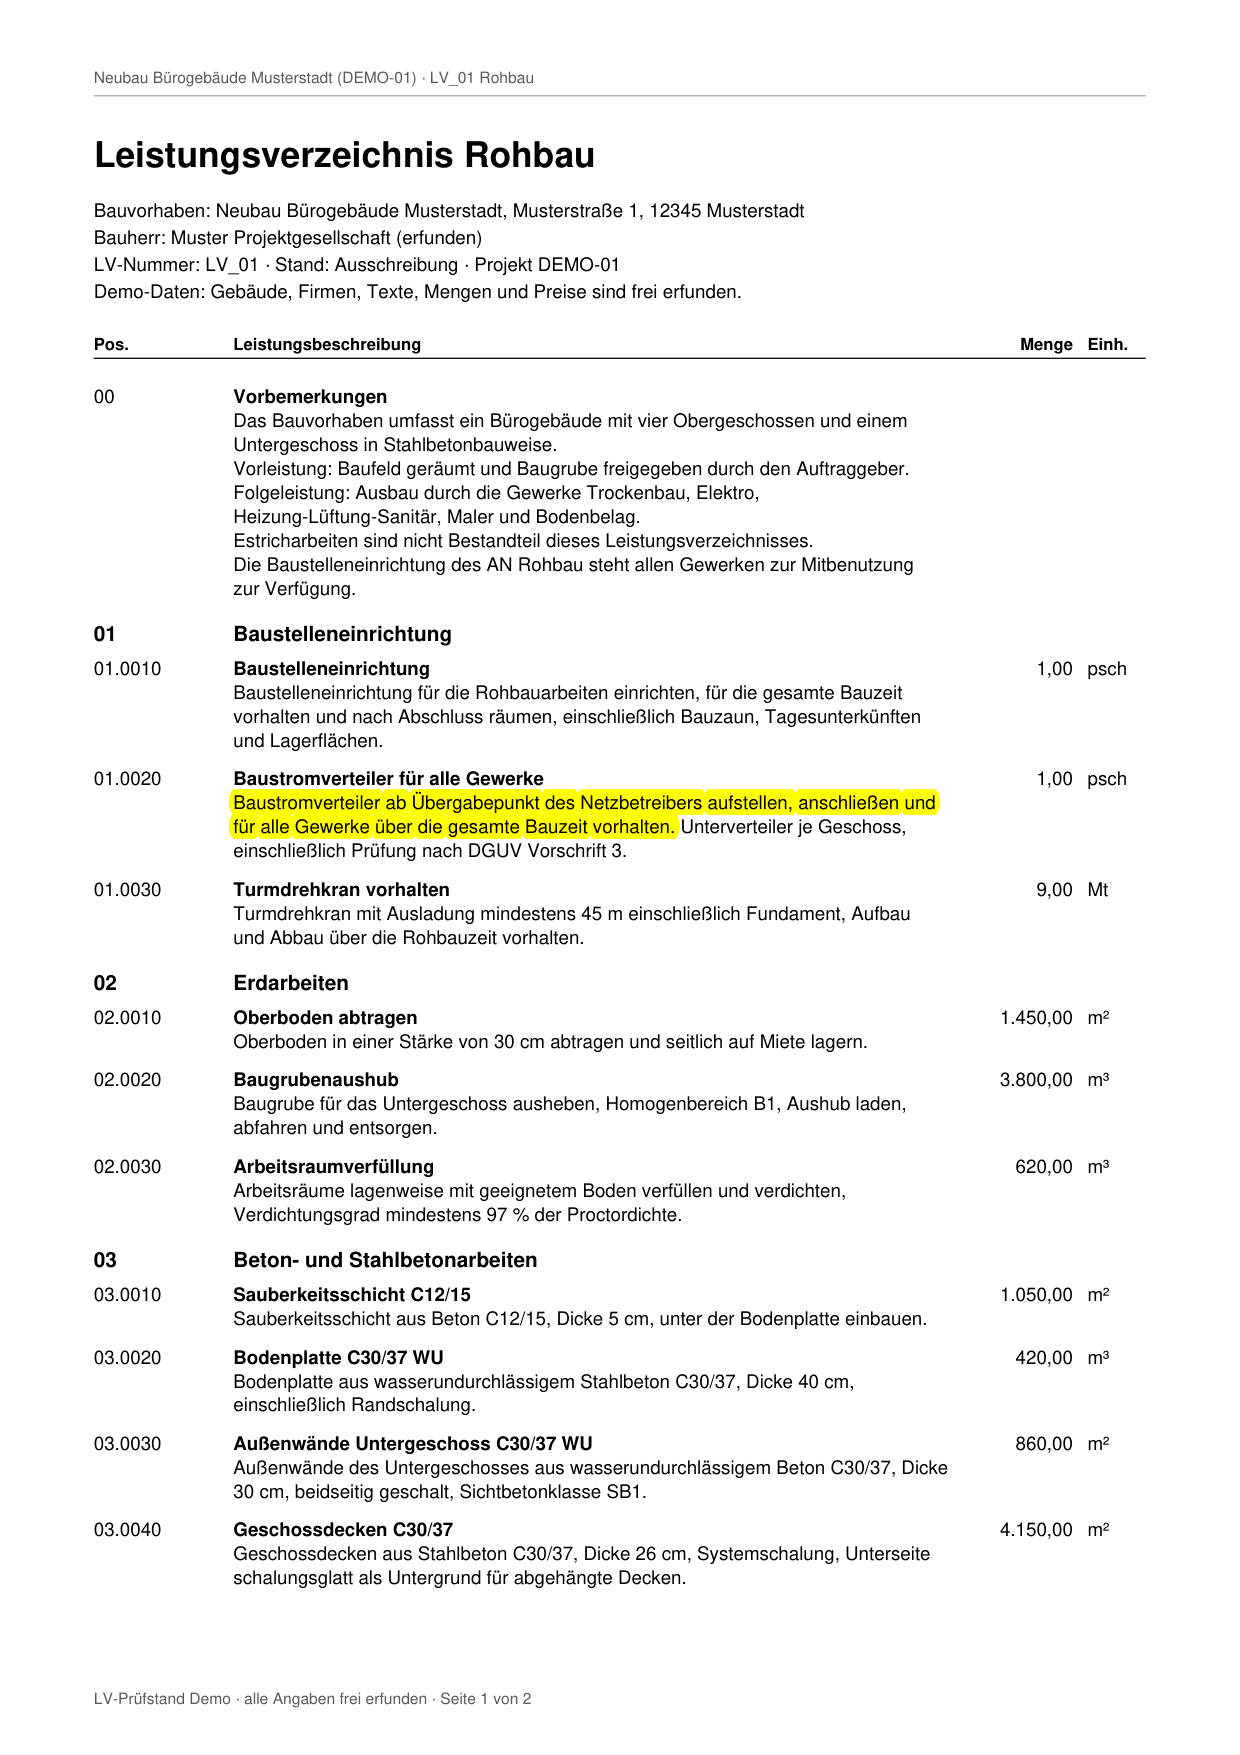 Neubau Bürogebäude Musterstadt (DEMO-01) · LV_01 Rohbau
Leistungsverzeichnis Rohbau
Bauvorhaben: Neubau Bürogebäude Musterstadt, Musterstraße 1, 12345 Musterstadt
Bauherr: Muster Projektgesellschaft (erfunden)
LV-Nummer: LV_01 · Stand: Ausschreibung · Projekt DEMO-01
Demo-Daten: Gebäude, Firmen, Texte, Mengen und Preise sind frei erfunden.
Pos. Leistungsbeschreibung Menge Einh.
00 Vorbemerkungen
Das Bauvorhaben umfasst ein Bürogebäude mit vier Obergeschossen und einem
Untergeschoss in Stahlbetonbauweise.
Vorleistung: Baufeld geräumt und Baugrube freigegeben durch den Auftraggeber.
Folgeleistung: Ausbau durch die Gewerke Trockenbau, Elektro,
Heizung-Lüftung-Sanitär, Maler und Bodenbelag.
Estricharbeiten sind nicht Bestandteil dieses Leistungsverzeichnisses.
Die Baustelleneinrichtung des AN Rohbau steht allen Gewerken zur Mitbenutzung
zur Verfügung.
01 Baustelleneinrichtung
01.0010 Baustelleneinrichtung 1,00 psch
Baustelleneinrichtung für die Rohbauarbeiten einrichten, für die gesamte Bauzeit
vorhalten und nach Abschluss räumen, einschließlich Bauzaun, Tagesunterkünften
und Lagerflächen.
01.0020 Baustromverteiler für alle Gewerke 1,00 psch
Baustromverteiler ab Übergabepunkt des Netzbetreibers aufstellen, anschließen und
für alle Gewerke über die gesamte Bauzeit vorhalten. Unterverteiler je Geschoss,
einschließlich Prüfung nach DGUV Vorschrift 3.
01.0030 Turmdrehkran vorhalten 9,00 Mt
Turmdrehkran mit Ausladung mindestens 45 m einschließlich Fundament, Aufbau
und Abbau über die Rohbauzeit vorhalten.
02 Erdarbeiten
02.0010 Oberboden abtragen 1.450,00 m²
Oberboden in einer Stärke von 30 cm abtragen und seitlich auf Miete lagern.
02.0020 Baugrubenaushub 3.800,00 m³
Baugrube für das Untergeschoss ausheben, Homogenbereich B1, Aushub laden,
abfahren und entsorgen.
02.0030 Arbeitsraumverfüllung 620,00 m³
Arbeitsräume lagenweise mit geeignetem Boden verfüllen und verdichten,
Verdichtungsgrad mindestens 97 % der Proctordichte.
03 Beton- und Stahlbetonarbeiten
03.0010 Sauberkeitsschicht C12/15 1.050,00 m²
Sauberkeitsschicht aus Beton C12/15, Dicke 5 cm, unter der Bodenplatte einbauen.
03.0020 Bodenplatte C30/37 WU 420,00 m³
Bodenplatte aus wasserundurchlässigem Stahlbeton C30/37, Dicke 40 cm,
einschließlich Randschalung.
03.0030 Außenwände Untergeschoss C30/37 WU 860,00 m²
Außenwände des Untergeschosses aus wasserundurchlässigem Beton C30/37, Dicke
30 cm, beidseitig geschalt, Sichtbetonklasse SB1.
03.0040 Geschossdecken C30/37 4.150,00 m²
Geschossdecken aus Stahlbeton C30/37, Dicke 26 cm, Systemschalung, Unterseite
schalungsglatt als Untergrund für abgehängte Decken.
LV-Prüfstand Demo · alle Angaben frei erfunden · Seite 1 von 2